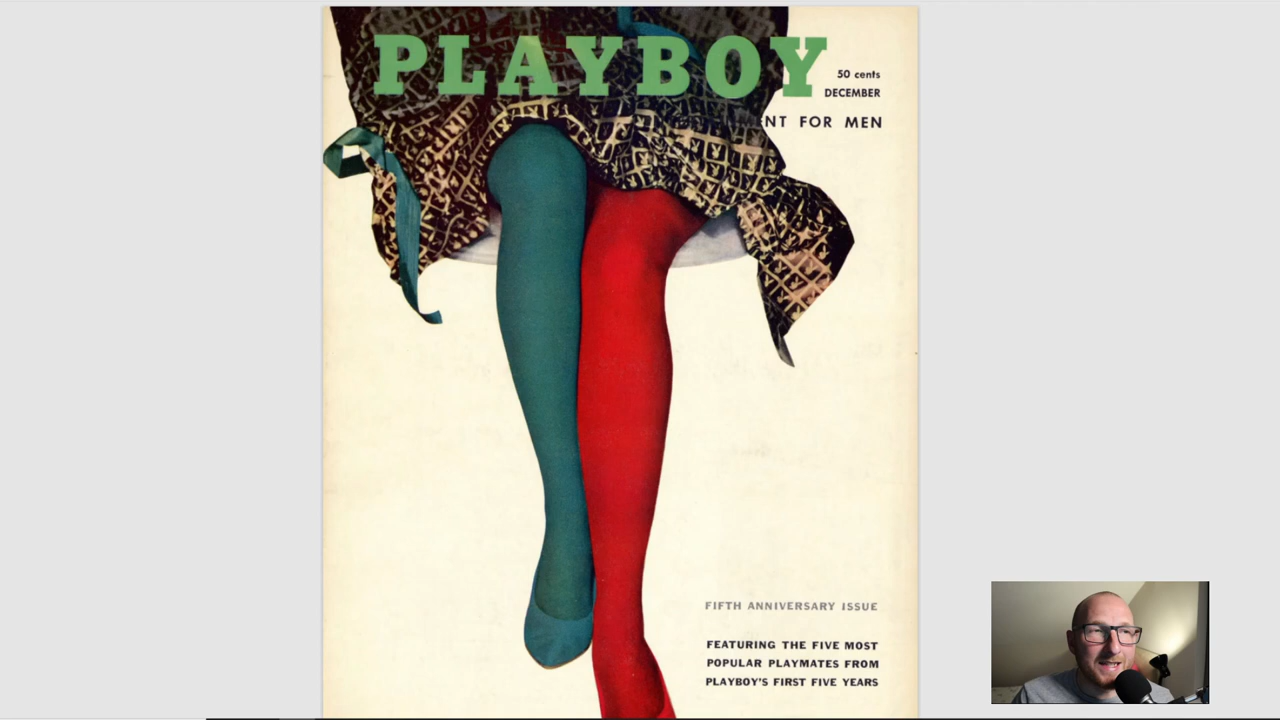 PLAYBOY
50 cents
DECEMBER
NT FOR MEN
FIFTH ANNIVERSARY ISSUE
FEATURING THE FIVE MOST
POPULAR PLAYMATES FROM
PLAYBOY'S FIRST FIVE YEARS